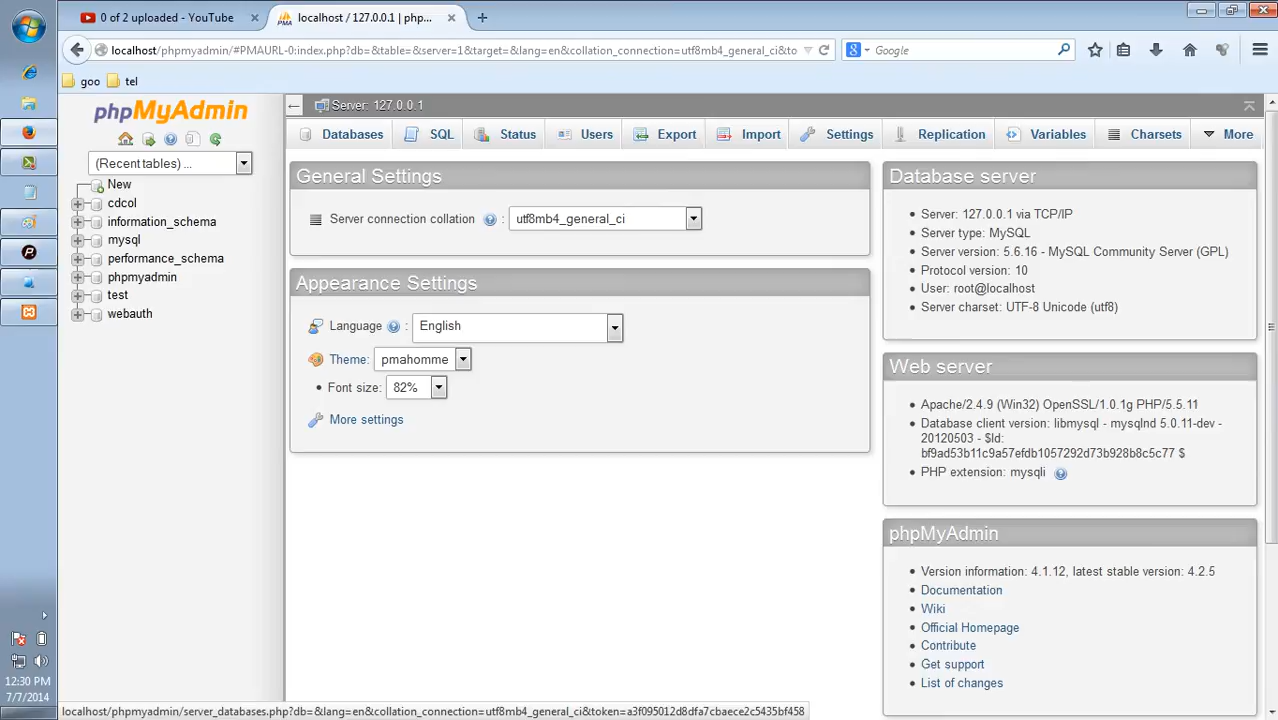 0 of 2 uploaded - YouTube
localhost / 127.0.0.1 | php...
localhost/phpmyadmin/#PMAURL-0:index.php?db=&table=&server=1&target=&lang=en&collation_connection=utf8mb4_general_ci&to
Google
goo
tel
phpMyAdmin
(Recent tables) ...
New
cdcol
information_schema
mysql
performance_schema
phpmyadmin
test
webauth
Server: 127.0.0.1
Databases
SQL
Status
Users
Export
Import
Settings
Replication
Variables
Charsets
More
General Settings
Server connection collation : utf8mb4_general_ci
Appearance Settings
Language : English
Theme: pmahomme
• Font size: 82%
More settings
Database server
• Server: 127.0.0.1 via TCP/IP
• Server type: MySQL
• Server version: 5.6.16 - MySQL Community Server (GPL)
• Protocol version: 10
• User: root@localhost
• Server charset: UTF-8 Unicode (utf8)
Web server
• Apache/2.4.9 (Win32) OpenSSL/1.0.1g PHP/5.5.11
• Database client version: libmysql - mysqlnd 5.0.11-dev -
20120503 - $Id:
bf9ad53b11c9a57efdb1057292d73b928b8c5c77 $
• PHP extension: mysqli
phpMyAdmin
• Version information: 4.1.12, latest stable version: 4.2.5
• Documentation
• Wiki
• Official Homepage
• Contribute
• Get support
• List of changes
12:30 PM
7/7/2014
localhost/phpmyadmin/server_databases.php?db=&lang=en&collation_connection=utf8mb4_general_ci&token=a3f095012d8dfa7cbaece2c5435bf458